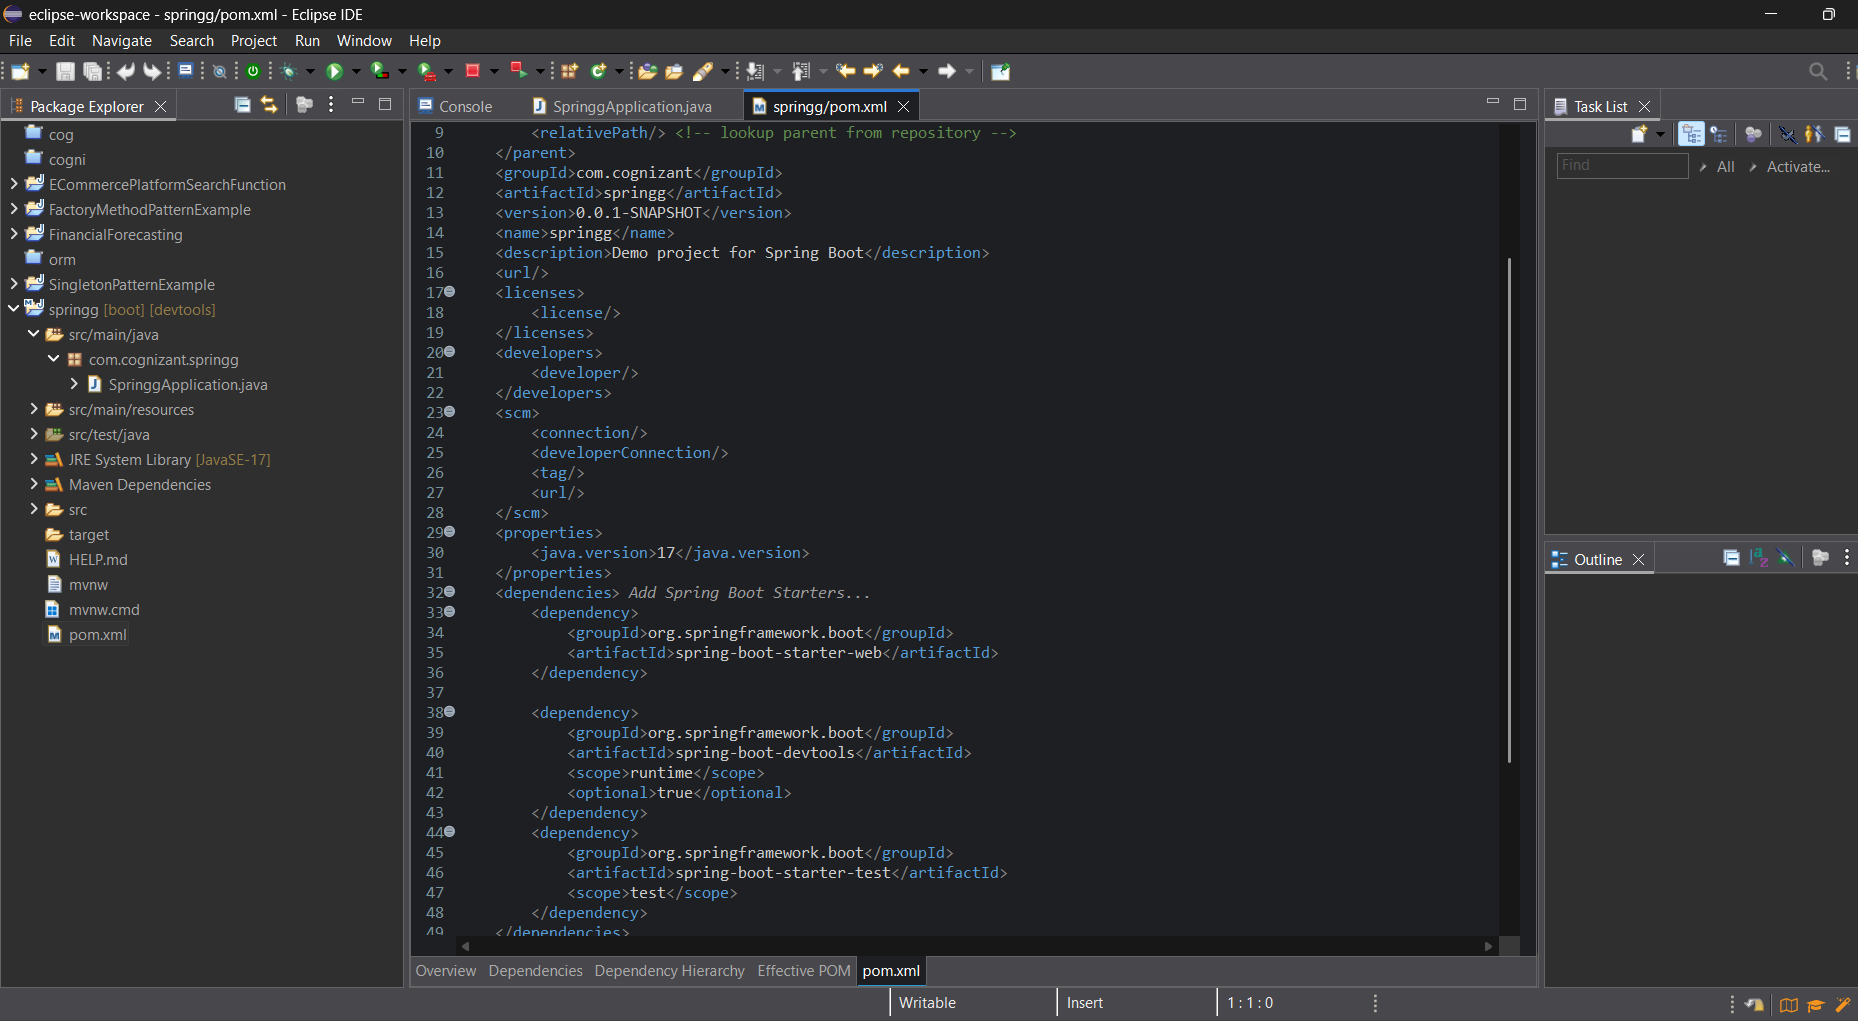 eclipse-workspace - springg/pom.xml - Eclipse IDE
File Edit Navigate Search Project Run Window Help
Package Explorer
cog
cogni
ECommercePlatformSearchFunction
FactoryMethodPatternExample
FinancialForecasting
orm
SingletonPatternExample
springg [boot] [devtools]
src/main/java
com.cognizant.springg
SpringgApplication.java
src/main/resources
src/test/java
JRE System Library [JavaSE-17]
Maven Dependencies
src
target
HELP.md
mvnw
mvnw.cmd
pom.xml
Console SpringgApplication.java springg/pom.xml
9 <relativePath/> <!-- lookup parent from repository -->
10 </parent>
11 <groupId>com.cognizant</groupId>
12 <artifactId>springg</artifactId>
13 <version>0.0.1-SNAPSHOT</version>
14 <name>springg</name>
15 <description>Demo project for Spring Boot</description>
16 <url/>
17 <licenses>
18 <license/>
19 </licenses>
20 <developers>
21 <developer/>
22 </developers>
23 <scm>
24 <connection/>
25 <developerConnection/>
26 <tag/>
27 <url/>
28 </scm>
29 <properties>
30 <java.version>17</java.version>
31 </properties>
32 <dependencies> Add Spring Boot Starters...
33 <dependency>
34 <groupId>org.springframework.boot</groupId>
35 <artifactId>spring-boot-starter-web</artifactId>
36 </dependency>
37
38 <dependency>
39 <groupId>org.springframework.boot</groupId>
40 <artifactId>spring-boot-devtools</artifactId>
41 <scope>runtime</scope>
42 <optional>true</optional>
43 </dependency>
44 <dependency>
45 <groupId>org.springframework.boot</groupId>
46 <artifactId>spring-boot-starter-test</artifactId>
47 <scope>test</scope>
48 </dependency>
49 </dependencies>
Overview Dependencies Dependency Hierarchy Effective POM pom.xml
Task List
Find All Activate...
Outline
Writable Insert 1 : 1 : 0